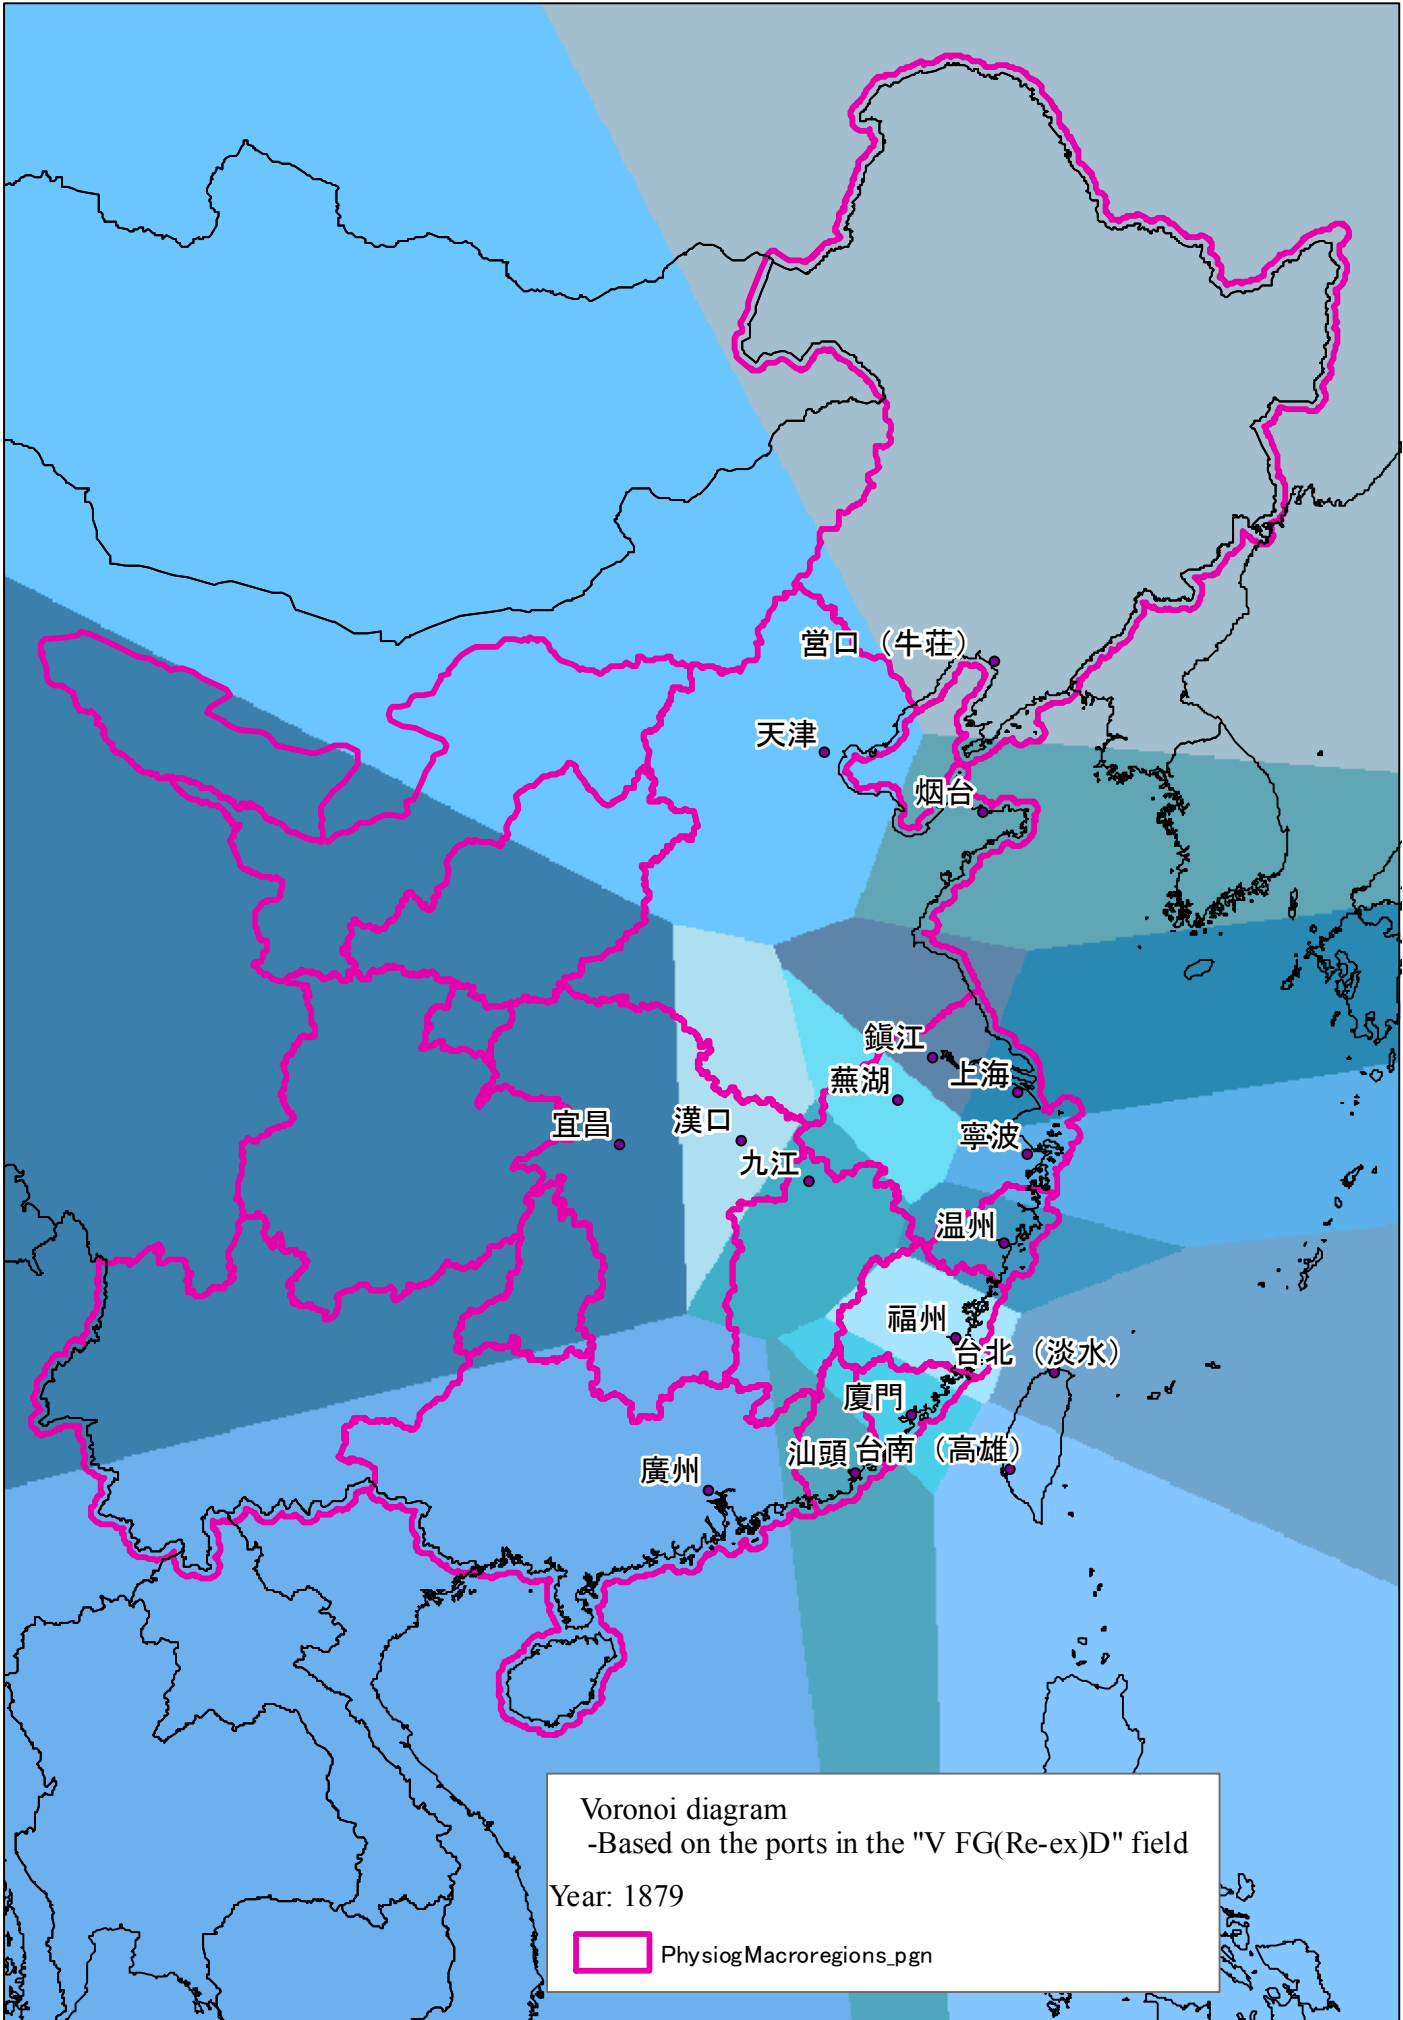 営口（牛荘）
天津
烟台
鎭江
上海
蕪湖
宜昌
漢口
寧波
九江
温州
福州
台北（淡水）
廈門
汕頭
台南（高雄）
廣州
Voronoi diagram
-Based on the ports in the "V FG(Re-ex)D" field
Year: 1879
PhysiogMacroregions_pgn